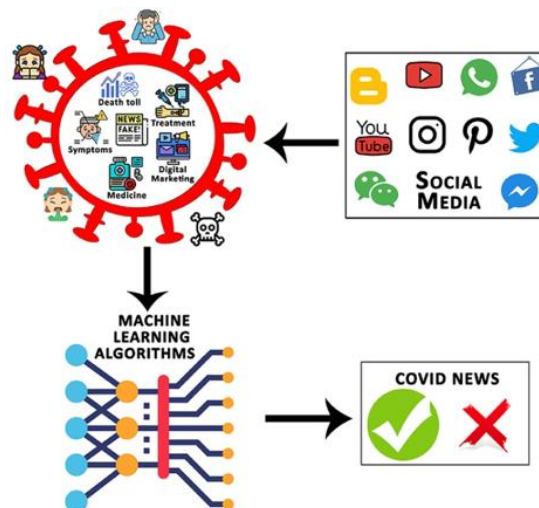 Death toll
NEWS
FAKE!
Treatment
Symptoms
Digital
Marketing
Medicine
You
Tube
SOCIAL
MEDIA
MACHINE
LEARNING
ALGORITHMS
COVID NEWS